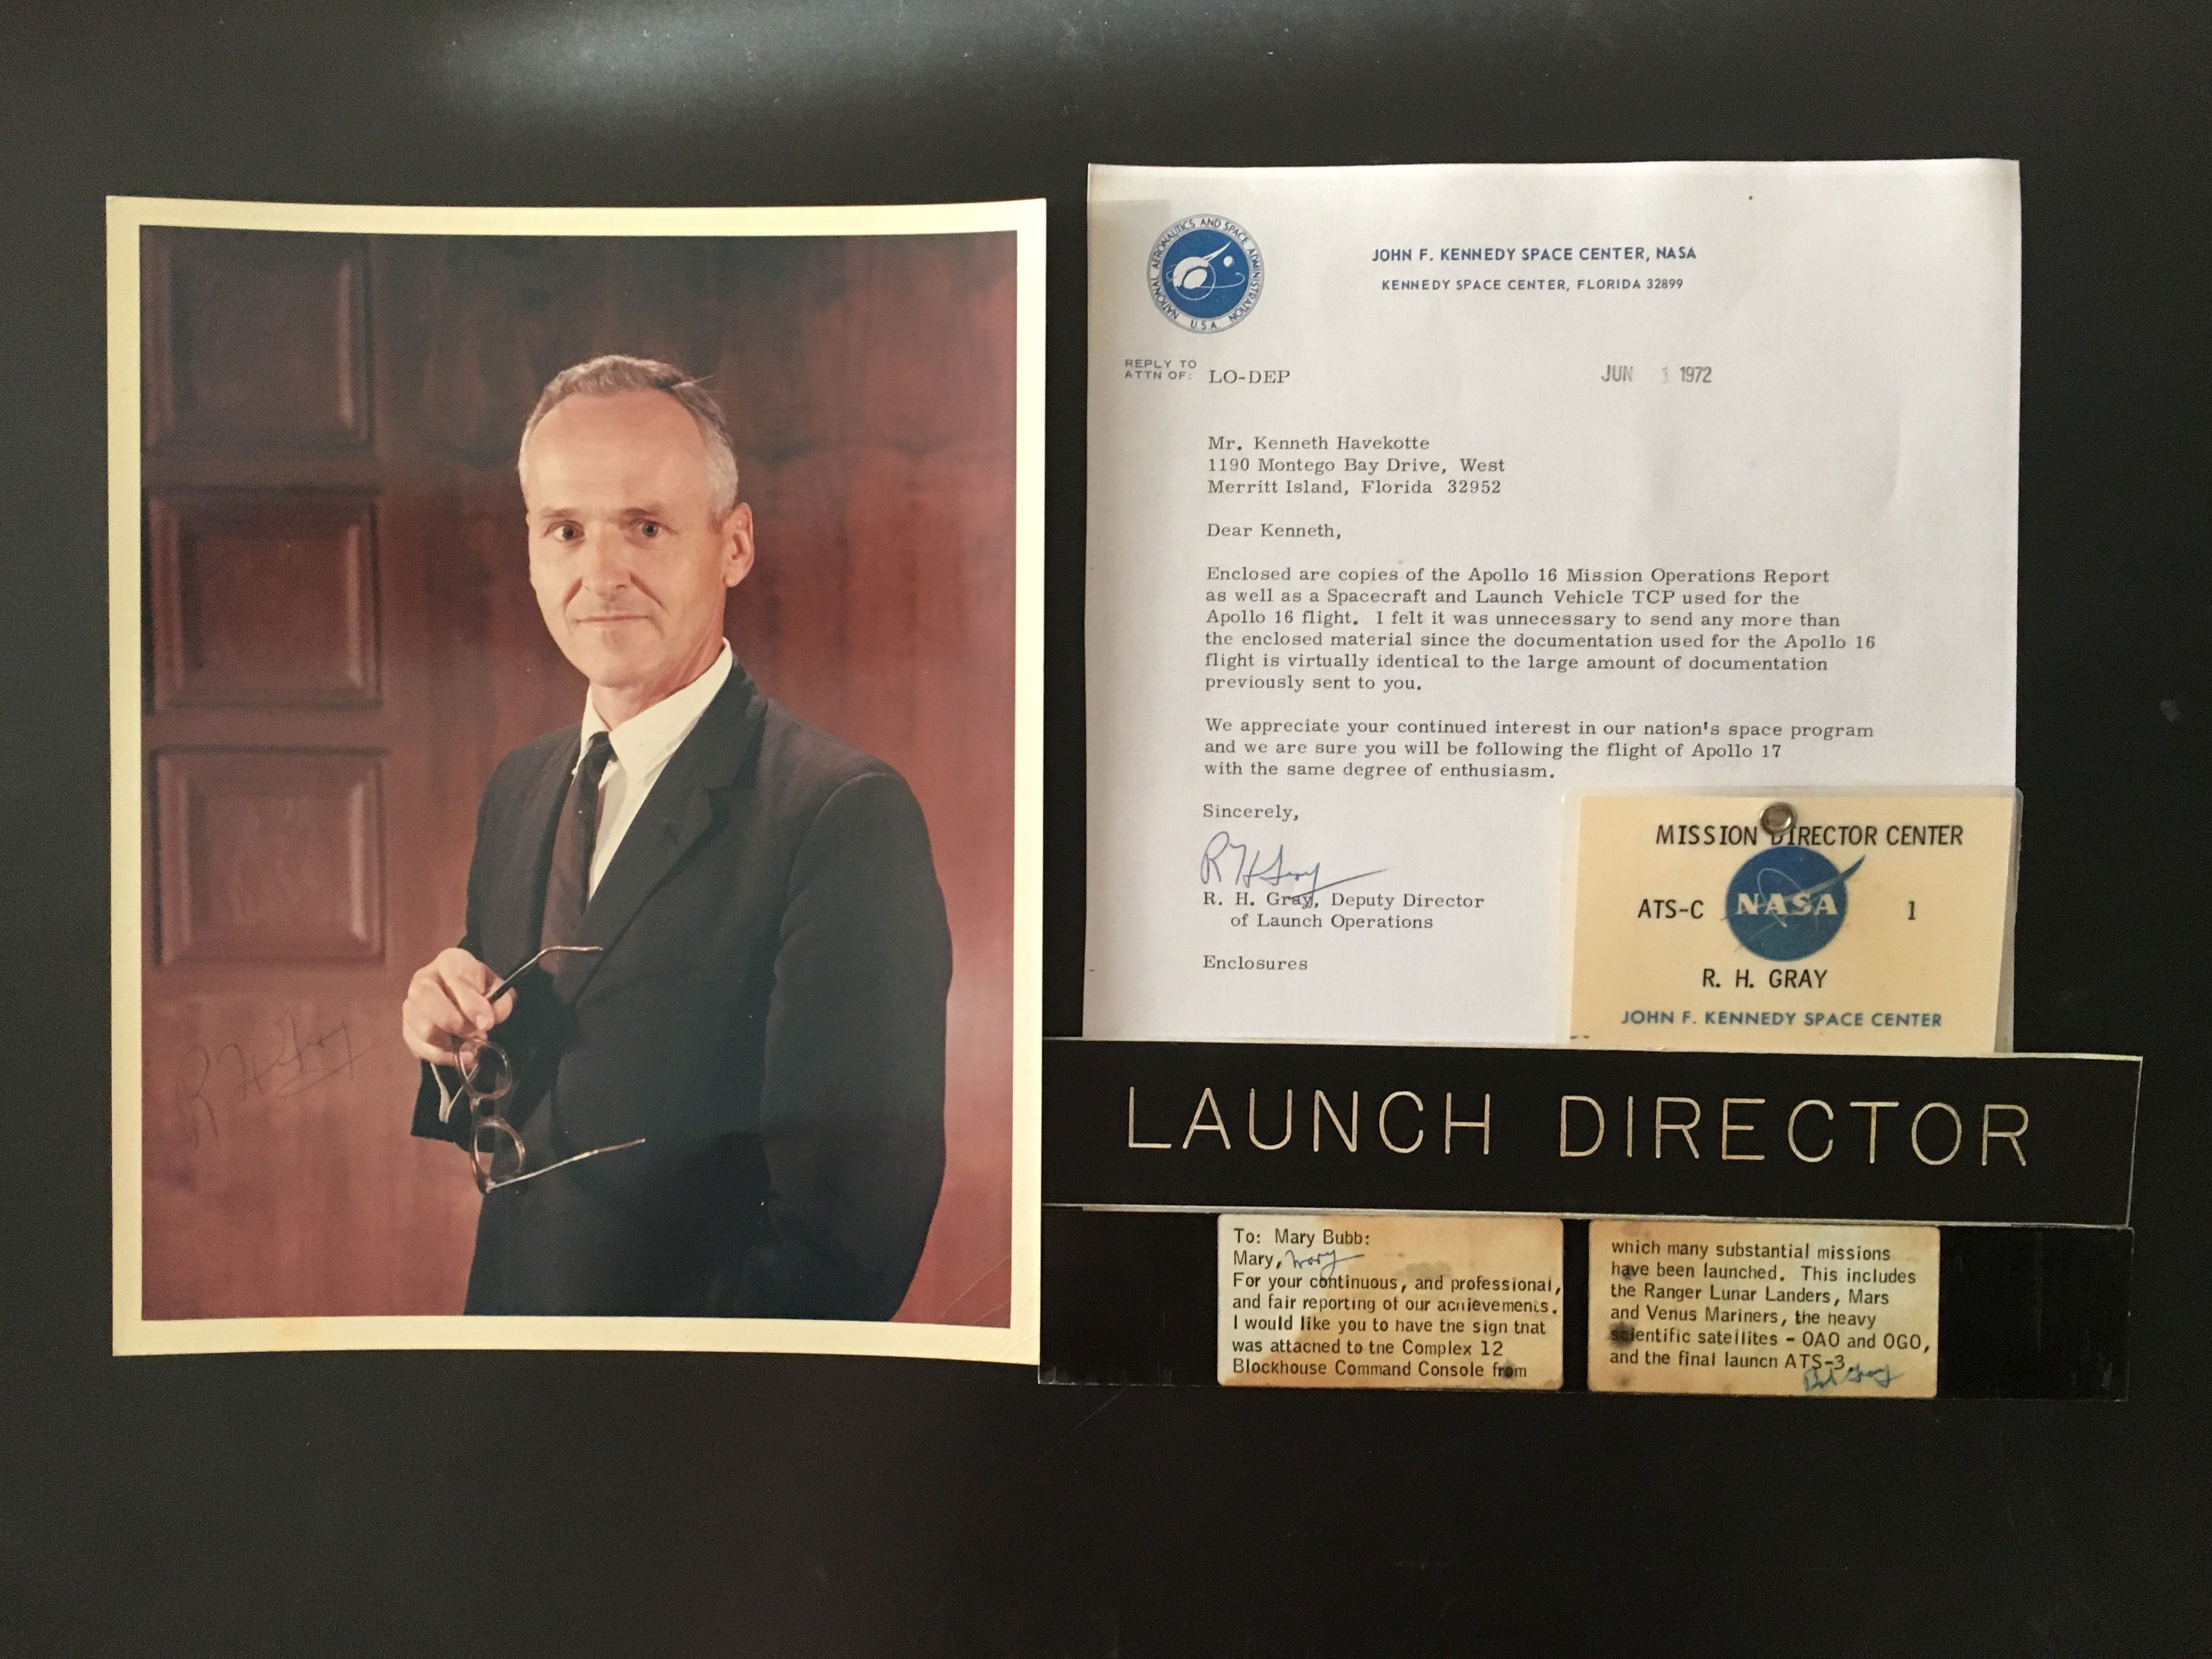 R H Gray
NATIONAL AERONAUTICS AND SPACE ADMINISTRATION
U.S.A.
JOHN F. KENNEDY SPACE CENTER, NASA
KENNEDY SPACE CENTER, FLORIDA 32899
REPLY TO
ATTN OF: LO-DEP
JUN 1 1972
Mr. Kenneth Havekotte
1190 Montego Bay Drive, West
Merritt Island, Florida 32952
Dear Kenneth,
Enclosed are copies of the Apollo 16 Mission Operations Report
as well as a Spacecraft and Launch Vehicle TCP used for the
Apollo 16 flight. I felt it was unnecessary to send any more than
the enclosed material since the documentation used for the Apollo 16
flight is virtually identical to the large amount of documentation
previously sent to you.
We appreciate your continued interest in our nation's space program
and we are sure you will be following the flight of Apollo 17
with the same degree of enthusiasm.
Sincerely,
R H Gray
R. H. Gray, Deputy Director
of Launch Operations
Enclosures
MISSION DIRECTOR CENTER
ATS-C NASA 1
R. H. GRAY
JOHN F. KENNEDY SPACE CENTER
LAUNCH DIRECTOR
To: Mary Bubb:
Mary, Mary
For your continuous, and professional,
and fair reporting of our achievements.
I would like you to have the sign that
was attached to the Complex 12
Blockhouse Command Console from
which many substantial missions
have been launched. This includes
the Ranger Lunar Landers, Mars
and Venus Mariners, the heavy
scientific satellites - OAO and OGO,
and the final launch ATS-3.
Bob Gray